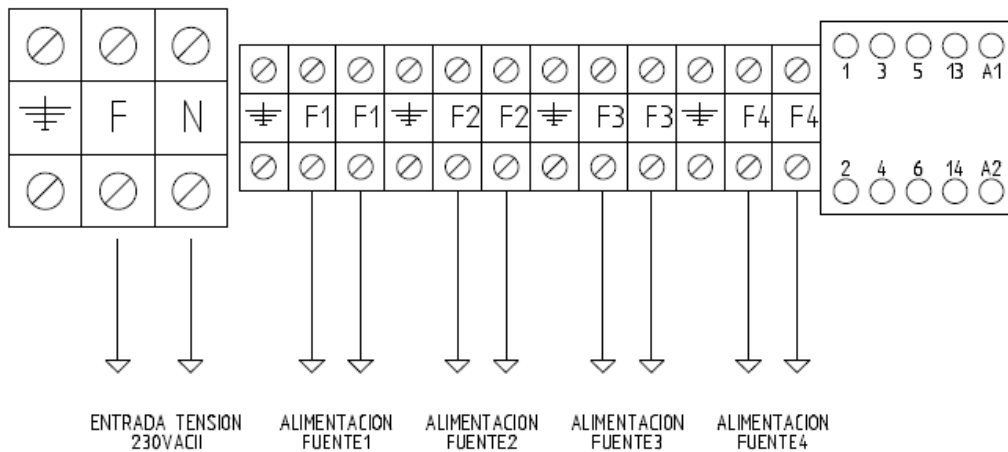 F N
F1 F1 F2 F2 F3 F3 F4 F4
1 3 5 13 A1
2 4 6 14 A2
ENTRADA TENSION
230VACII
ALIMENTACION
FUENTE1
ALIMENTACION
FUENTE2
ALIMENTACION
FUENTE3
ALIMENTACION
FUENTE4